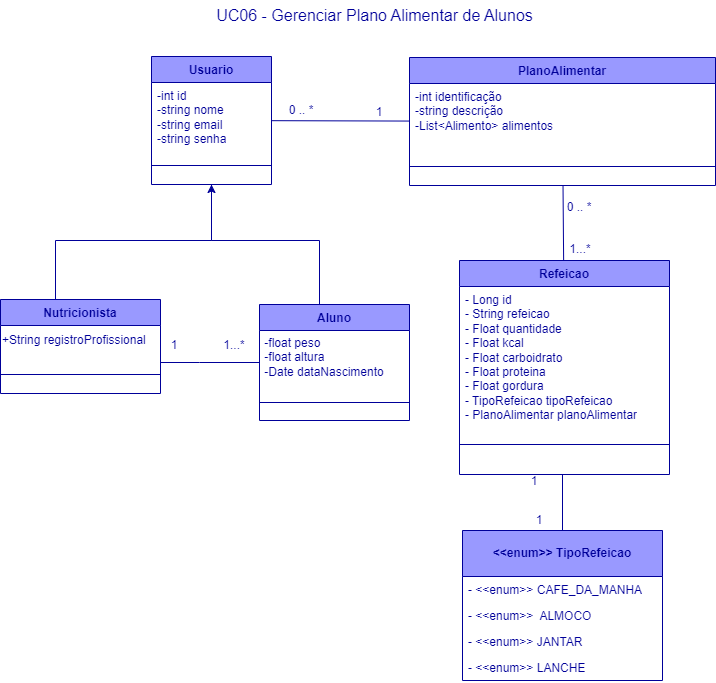 UC06 - Gerenciar Plano Alimentar de Alunos
Usuario
-int id
-string nome
-string email
-string senha
0 .. *
1
PlanoAlimentar
-int identificação
-string descrição
-List<Alimento> alimentos
0 .. *
1...*
Refeicao
- Long id
- String refeicao
- Float quantidade
- Float kcal
- Float carboidrato
- Float proteina
- Float gordura
- TipoRefeicao tipoRefeicao
- PlanoAlimentar planoAlimentar
Nutricionista
+String registroProfissional
1
1...*
Aluno
-float peso
-float altura
-Date dataNascimento
1
1
<<enum>> TipoRefeicao
- <<enum>> CAFE_DA_MANHA
- <<enum>> ALMOCO
- <<enum>> JANTAR
- <<enum>> LANCHE